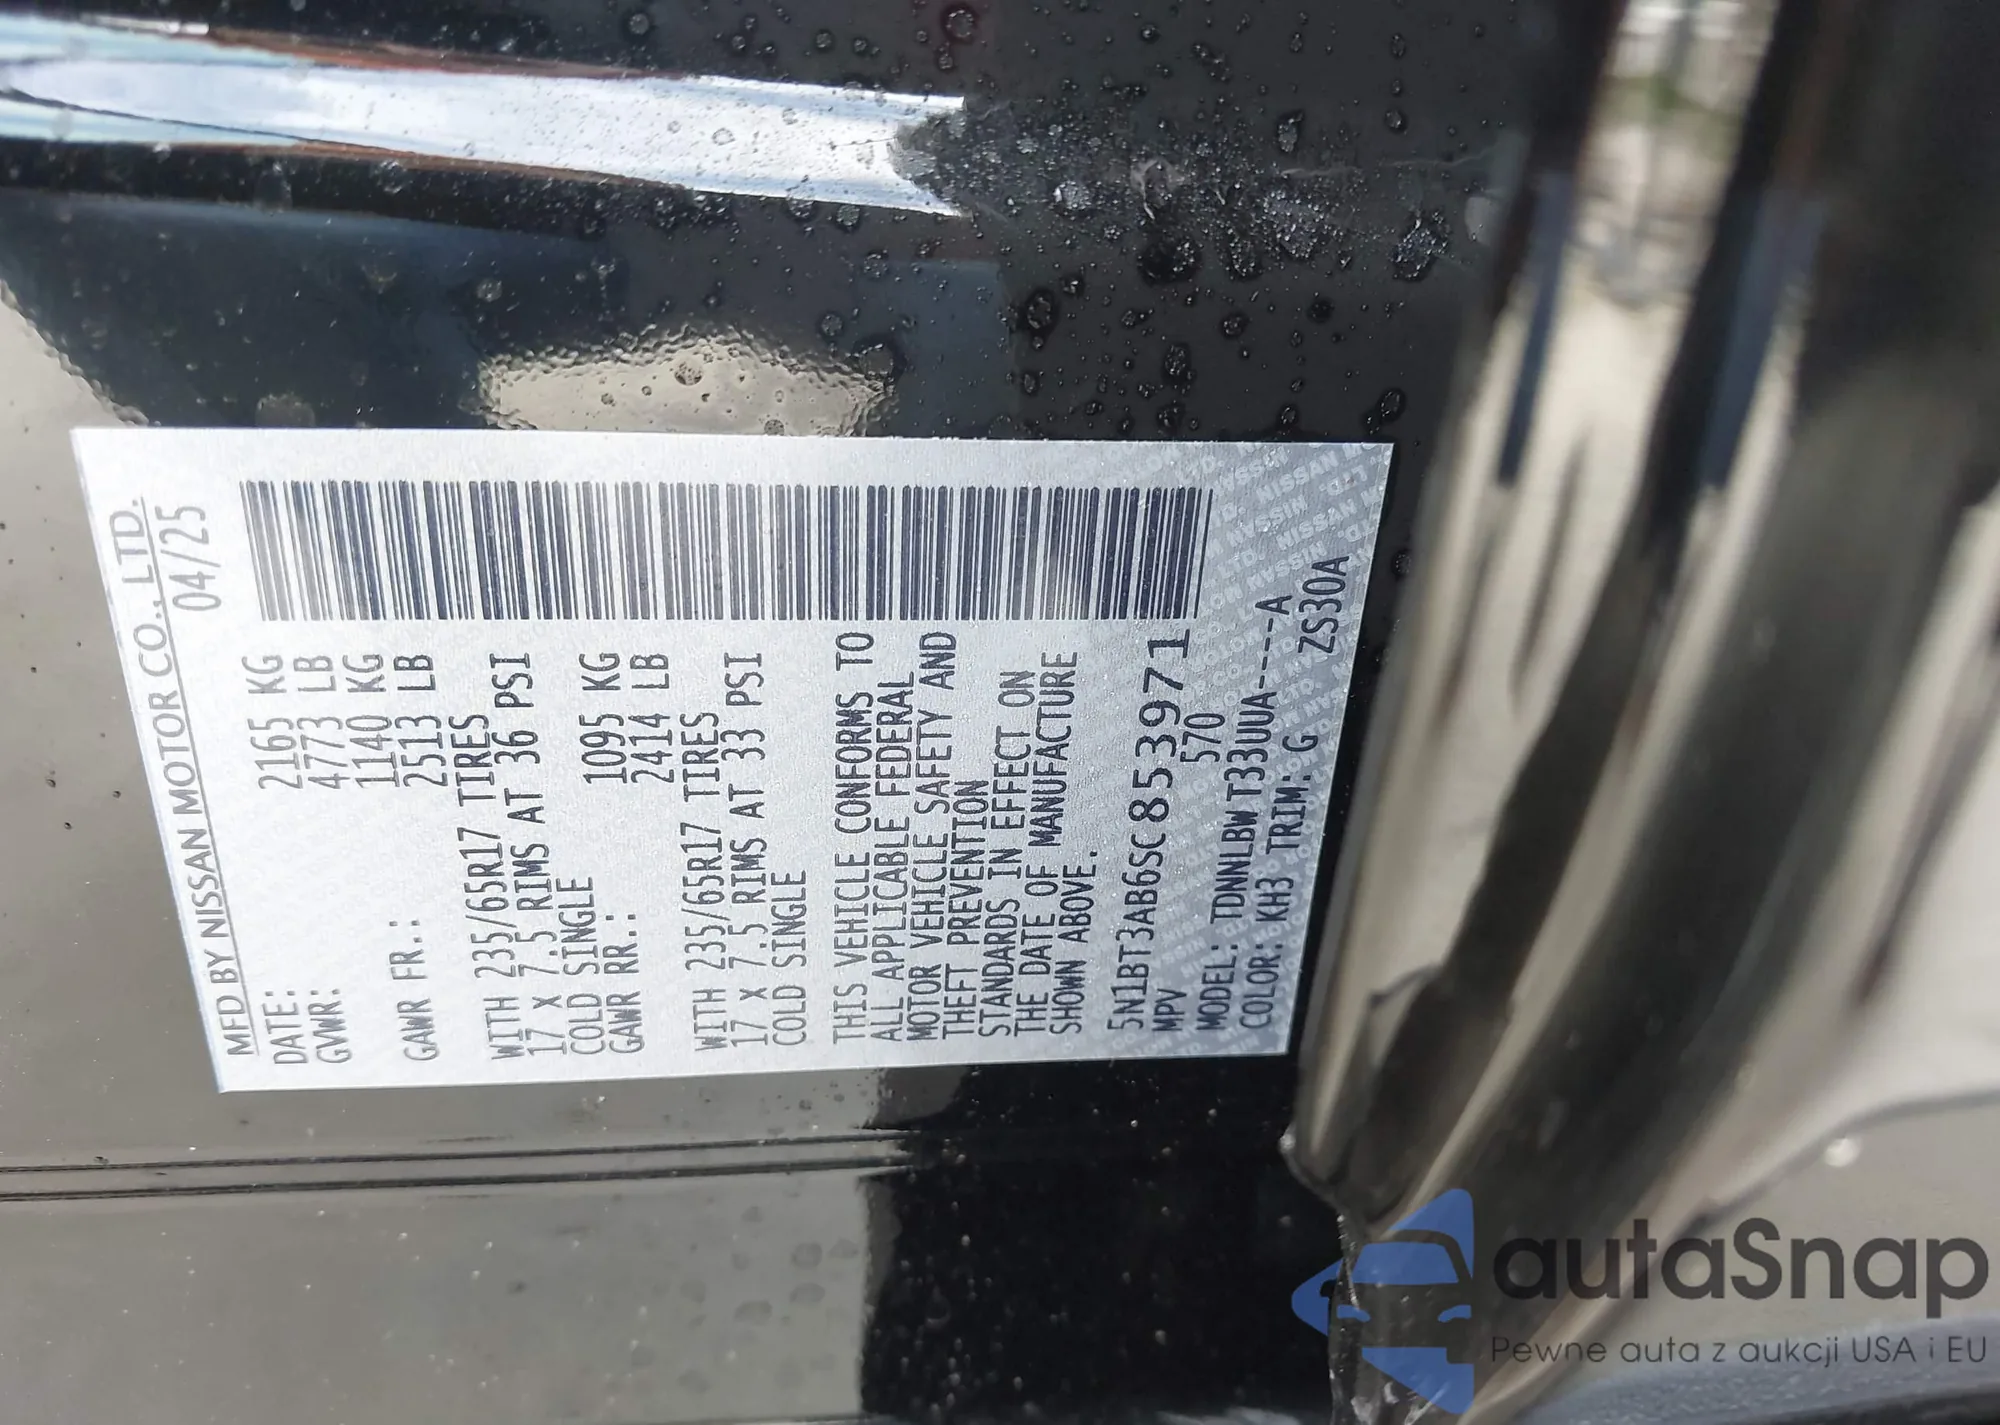 MFD BY NISSAN MOTOR CO., LTD.
DATE: 04/25
GVWR: 2165 KG
4773 LB
GAWR FR.: 1140 KG
2513 LB
WITH 235/65R17 TIRES
17 X 7.5 RIMS AT 36 PSI
COLD SINGLE
GAWR RR.: 1095 KG
2414 LB
WITH 235/65R17 TIRES
17 X 7.5 RIMS AT 33 PSI
COLD SINGLE
THIS VEHICLE CONFORMS TO
ALL APPLICABLE FEDERAL
MOTOR VEHICLE SAFETY AND
THEFT PREVENTION
STANDARDS IN EFFECT ON
THE DATE OF MANUFACTURE
SHOWN ABOVE.
5N1BT3AB6SC853971
MPV 570
MODEL: TDNNLBWT33UUA----A
COLOR: KH3 TRIM: G ZS30A
autaSnap
Pewne auta z aukcji USA i EU